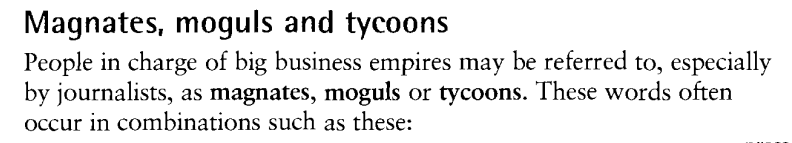 Magnates, moguls and tycoons
People in charge of big business empires may be referred to, especially
by journalists, as magnates, moguls or tycoons. These words often
occur in combinations such as these: